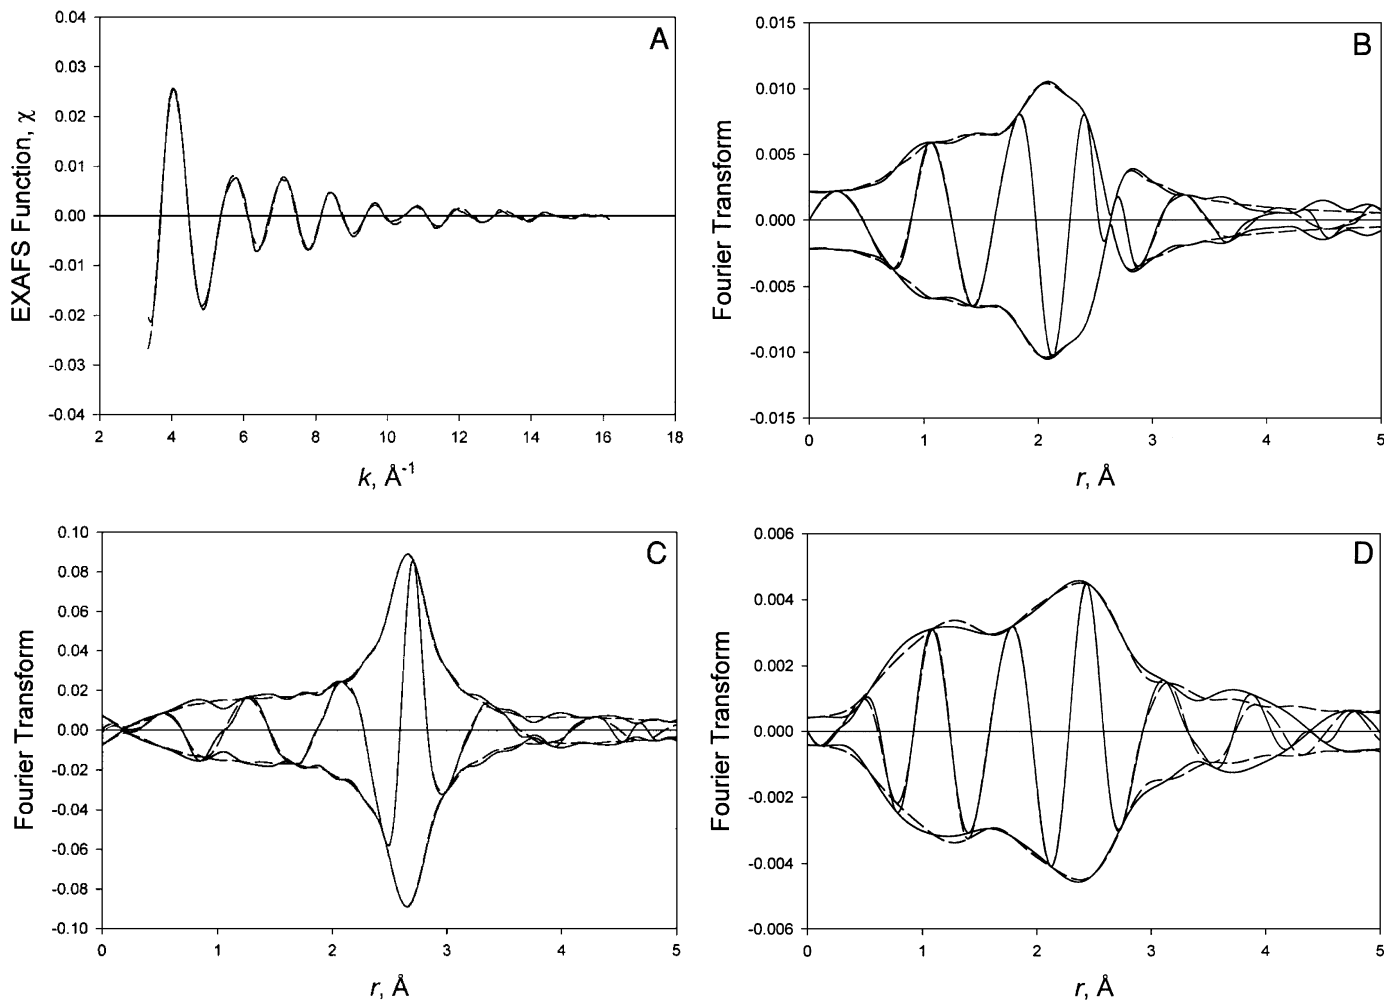 A
0.04
0.03
0.02
0.01
0.00
-0.01
-0.02
-0.03
-0.04
EXAFS Function, χ
2 4 6 8 10 12 14 16 18
k, Å-1
B
0.015
0.010
0.005
0.000
-0.005
-0.010
-0.015
Fourier Transform
0 1 2 3 4 5
r, Å
C
0.10
0.08
0.06
0.04
0.02
0.00
-0.02
-0.04
-0.06
-0.08
-0.10
Fourier Transform
0 1 2 3 4 5
r, Å
D
0.006
0.004
0.002
0.000
-0.002
-0.004
-0.006
Fourier Transform
0 1 2 3 4 5
r, Å